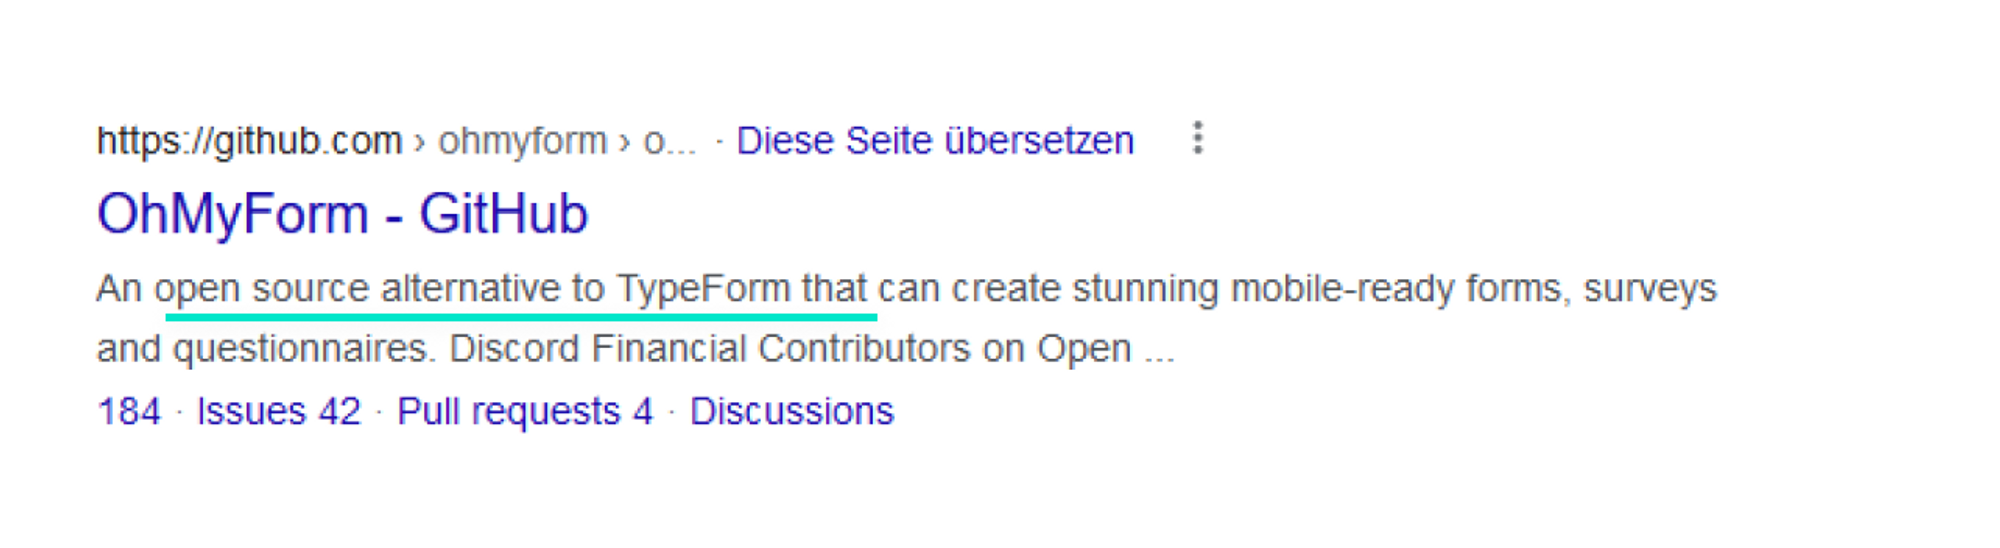 https://github.com › ohmyform › o... · Diese Seite übersetzen
OhMyForm - GitHub
An open source alternative to TypeForm that can create stunning mobile-ready forms, surveys
and questionnaires. Discord Financial Contributors on Open ...
184 · Issues 42 · Pull requests 4 · Discussions